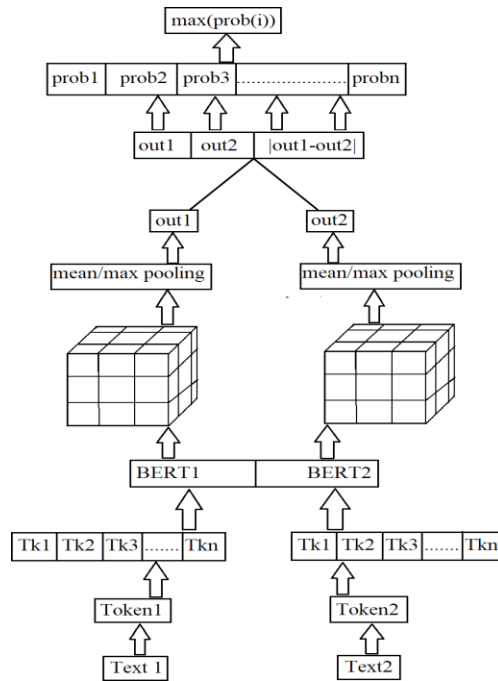 max(prob(i))
prob1 prob2 prob3 ...................... probn
out1 out2 |out1-out2|
out1 out2
mean/max pooling mean/max pooling
BERT1 BERT2
Tk1 Tk2 Tk3 ....... Tkn Tk1 Tk2 Tk3 ....... Tkn
Token1 Token2
Text 1 Text2